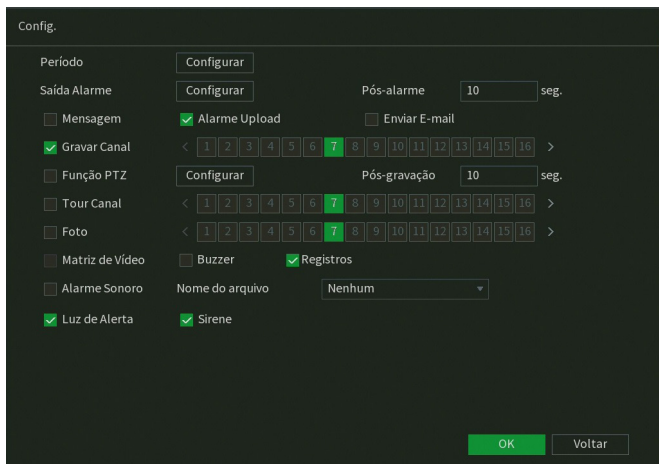 Config.
Período Configurar
Saída Alarme Configurar Pós-alarme 10 seg.
Mensagem Alarme Upload Enviar E-mail
Gravar Canal < 1 2 3 4 5 6 7 8 9 10 11 12 13 14 15 16 >
Função PTZ Configurar Pós-gravação 10 seg.
Tour Canal < 1 2 3 4 5 6 7 8 9 10 11 12 13 14 15 16 >
Foto < 1 2 3 4 5 6 7 8 9 10 11 12 13 14 15 16 >
Matriz de Vídeo Buzzer Registros
Alarme Sonoro Nome do arquivo Nenhum
Luz de Alerta Sirene
OK Voltar